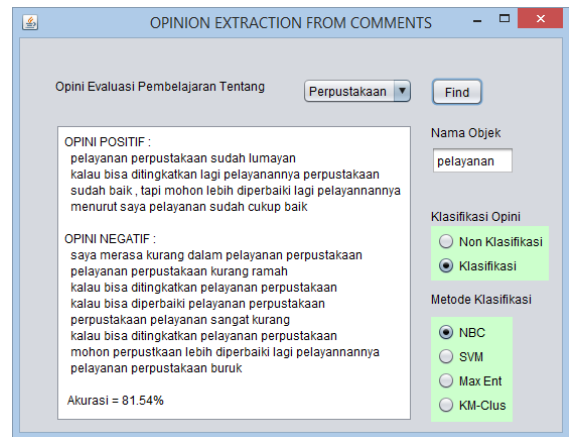 OPINION EXTRACTION FROM COMMENTS
Opini Evaluasi Pembelajaran Tentang
Perpustakaan
Find
OPINI POSITIF :
pelayanan perpustakaan sudah lumayan
kalau bisa ditingkatkan lagi pelayanannya perpustakaan
sudah baik , tapi mohon lebih diperbaiki lagi pelayannannya
menurut saya pelayanan sudah cukup baik
OPINI NEGATIF :
saya merasa kurang dalam pelayanan perpustakaan
pelayanan perpustakaan kurang ramah
kalau bisa ditingkatkan pelayanan perpustakaan
kalau bisa diperbaiki pelayanan perpustakaan
perpustakaan pelayanan sangat kurang
kalau bisa ditingkatkan pelayanan perpustakaan
mohon perpustkaan lebih diperbaiki lagi pelayannannya
pelayanan perpustakaan buruk
Akurasi = 81.54%
Nama Objek
pelayanan
Klasifikasi Opini
Non Klasifikasi
Klasifikasi
Metode Klasifikasi
NBC
SVM
Max Ent
KM-Clus